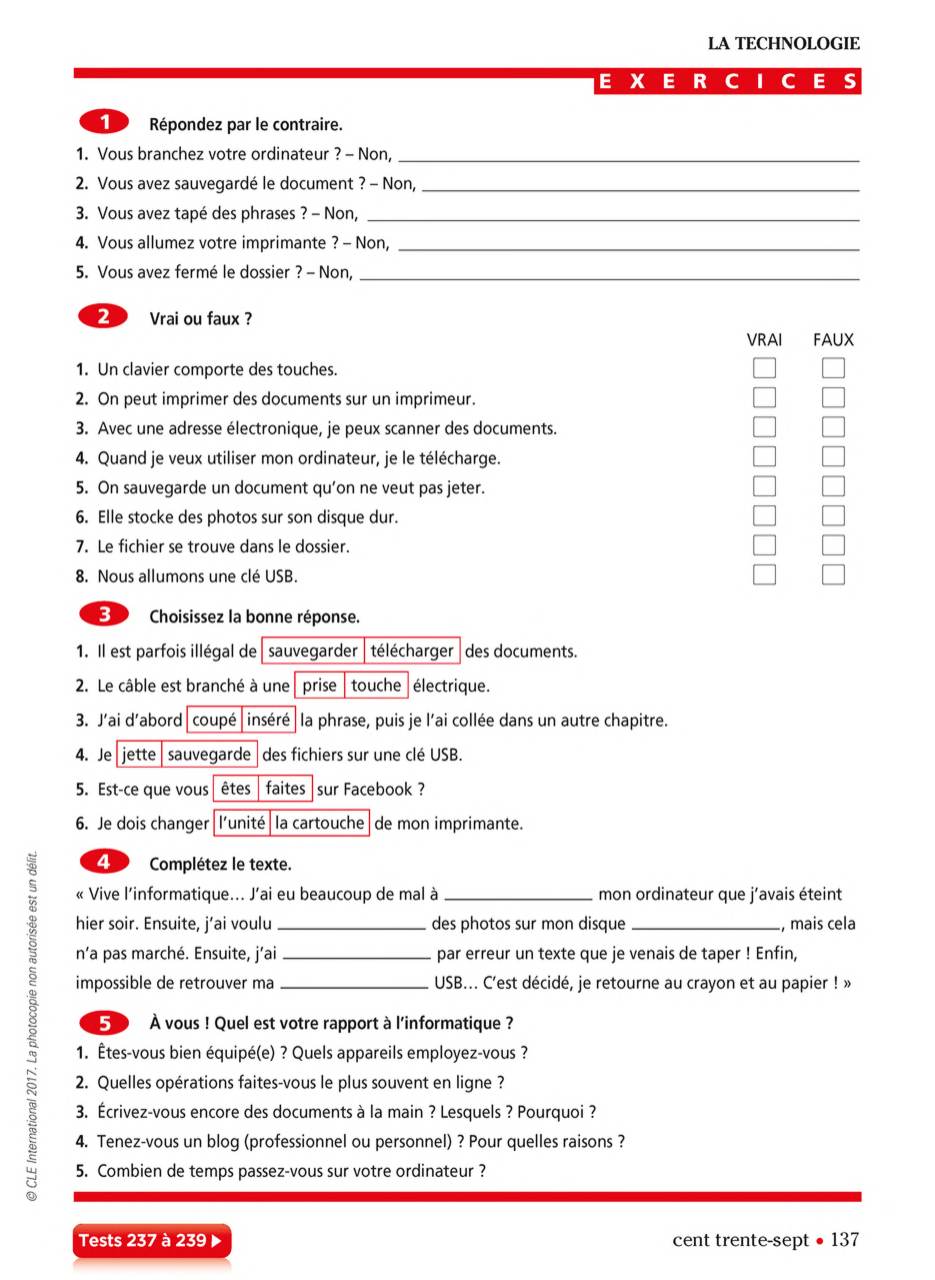 LA TECHNOLOGIE
EXERCICES
1 Répondez par le contraire.
1. Vous branchez votre ordinateur ? – Non, ____
2. Vous avez sauvegardé le document ? – Non, ____
3. Vous avez tapé des phrases ? – Non, ____
4. Vous allumez votre imprimante ? – Non, ____
5. Vous avez fermé le dossier ? – Non, ____
2 Vrai ou faux ?
VRAI FAUX
1. Un clavier comporte des touches.
2. On peut imprimer des documents sur un imprimeur.
3. Avec une adresse électronique, je peux scanner des documents.
4. Quand je veux utiliser mon ordinateur, je le télécharge.
5. On sauvegarde un document qu’on ne veut pas jeter.
6. Elle stocke des photos sur son disque dur.
7. Le fichier se trouve dans le dossier.
8. Nous allumons une clé USB.
3 Choisissez la bonne réponse.
1. Il est parfois illégal de sauvegarder télécharger des documents.
2. Le câble est branché à une prise touche électrique.
3. J’ai d’abord coupé inséré la phrase, puis je l’ai collée dans un autre chapitre.
4. Je jette sauvegarde des fichiers sur une clé USB.
5. Est-ce que vous êtes faites sur Facebook ?
6. Je dois changer l’unité la cartouche de mon imprimante.
4 Complétez le texte.
« Vive l’informatique… J’ai eu beaucoup de mal à ____ mon ordinateur que j’avais éteint
hier soir. Ensuite, j’ai voulu ____ des photos sur mon disque ____, mais cela
n’a pas marché. Ensuite, j’ai ____ par erreur un texte que je venais de taper ! Enfin,
impossible de retrouver ma ____ USB… C’est décidé, je retourne au crayon et au papier ! »
5 À vous ! Quel est votre rapport à l’informatique ?
1. Êtes-vous bien équipé(e) ? Quels appareils employez-vous ?
2. Quelles opérations faites-vous le plus souvent en ligne ?
3. Écrivez-vous encore des documents à la main ? Lesquels ? Pourquoi ?
4. Tenez-vous un blog (professionnel ou personnel) ? Pour quelles raisons ?
5. Combien de temps passez-vous sur votre ordinateur ?
© CLE International 2017. La photocopie non autorisée est un délit.
Tests 237 à 239
cent trente-sept • 137